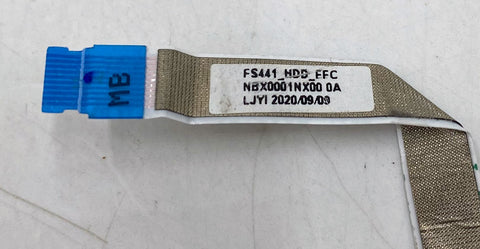 MB
FS441_HDD_FFC
NBX0001NX00 0A
LJYI 2020/09/09